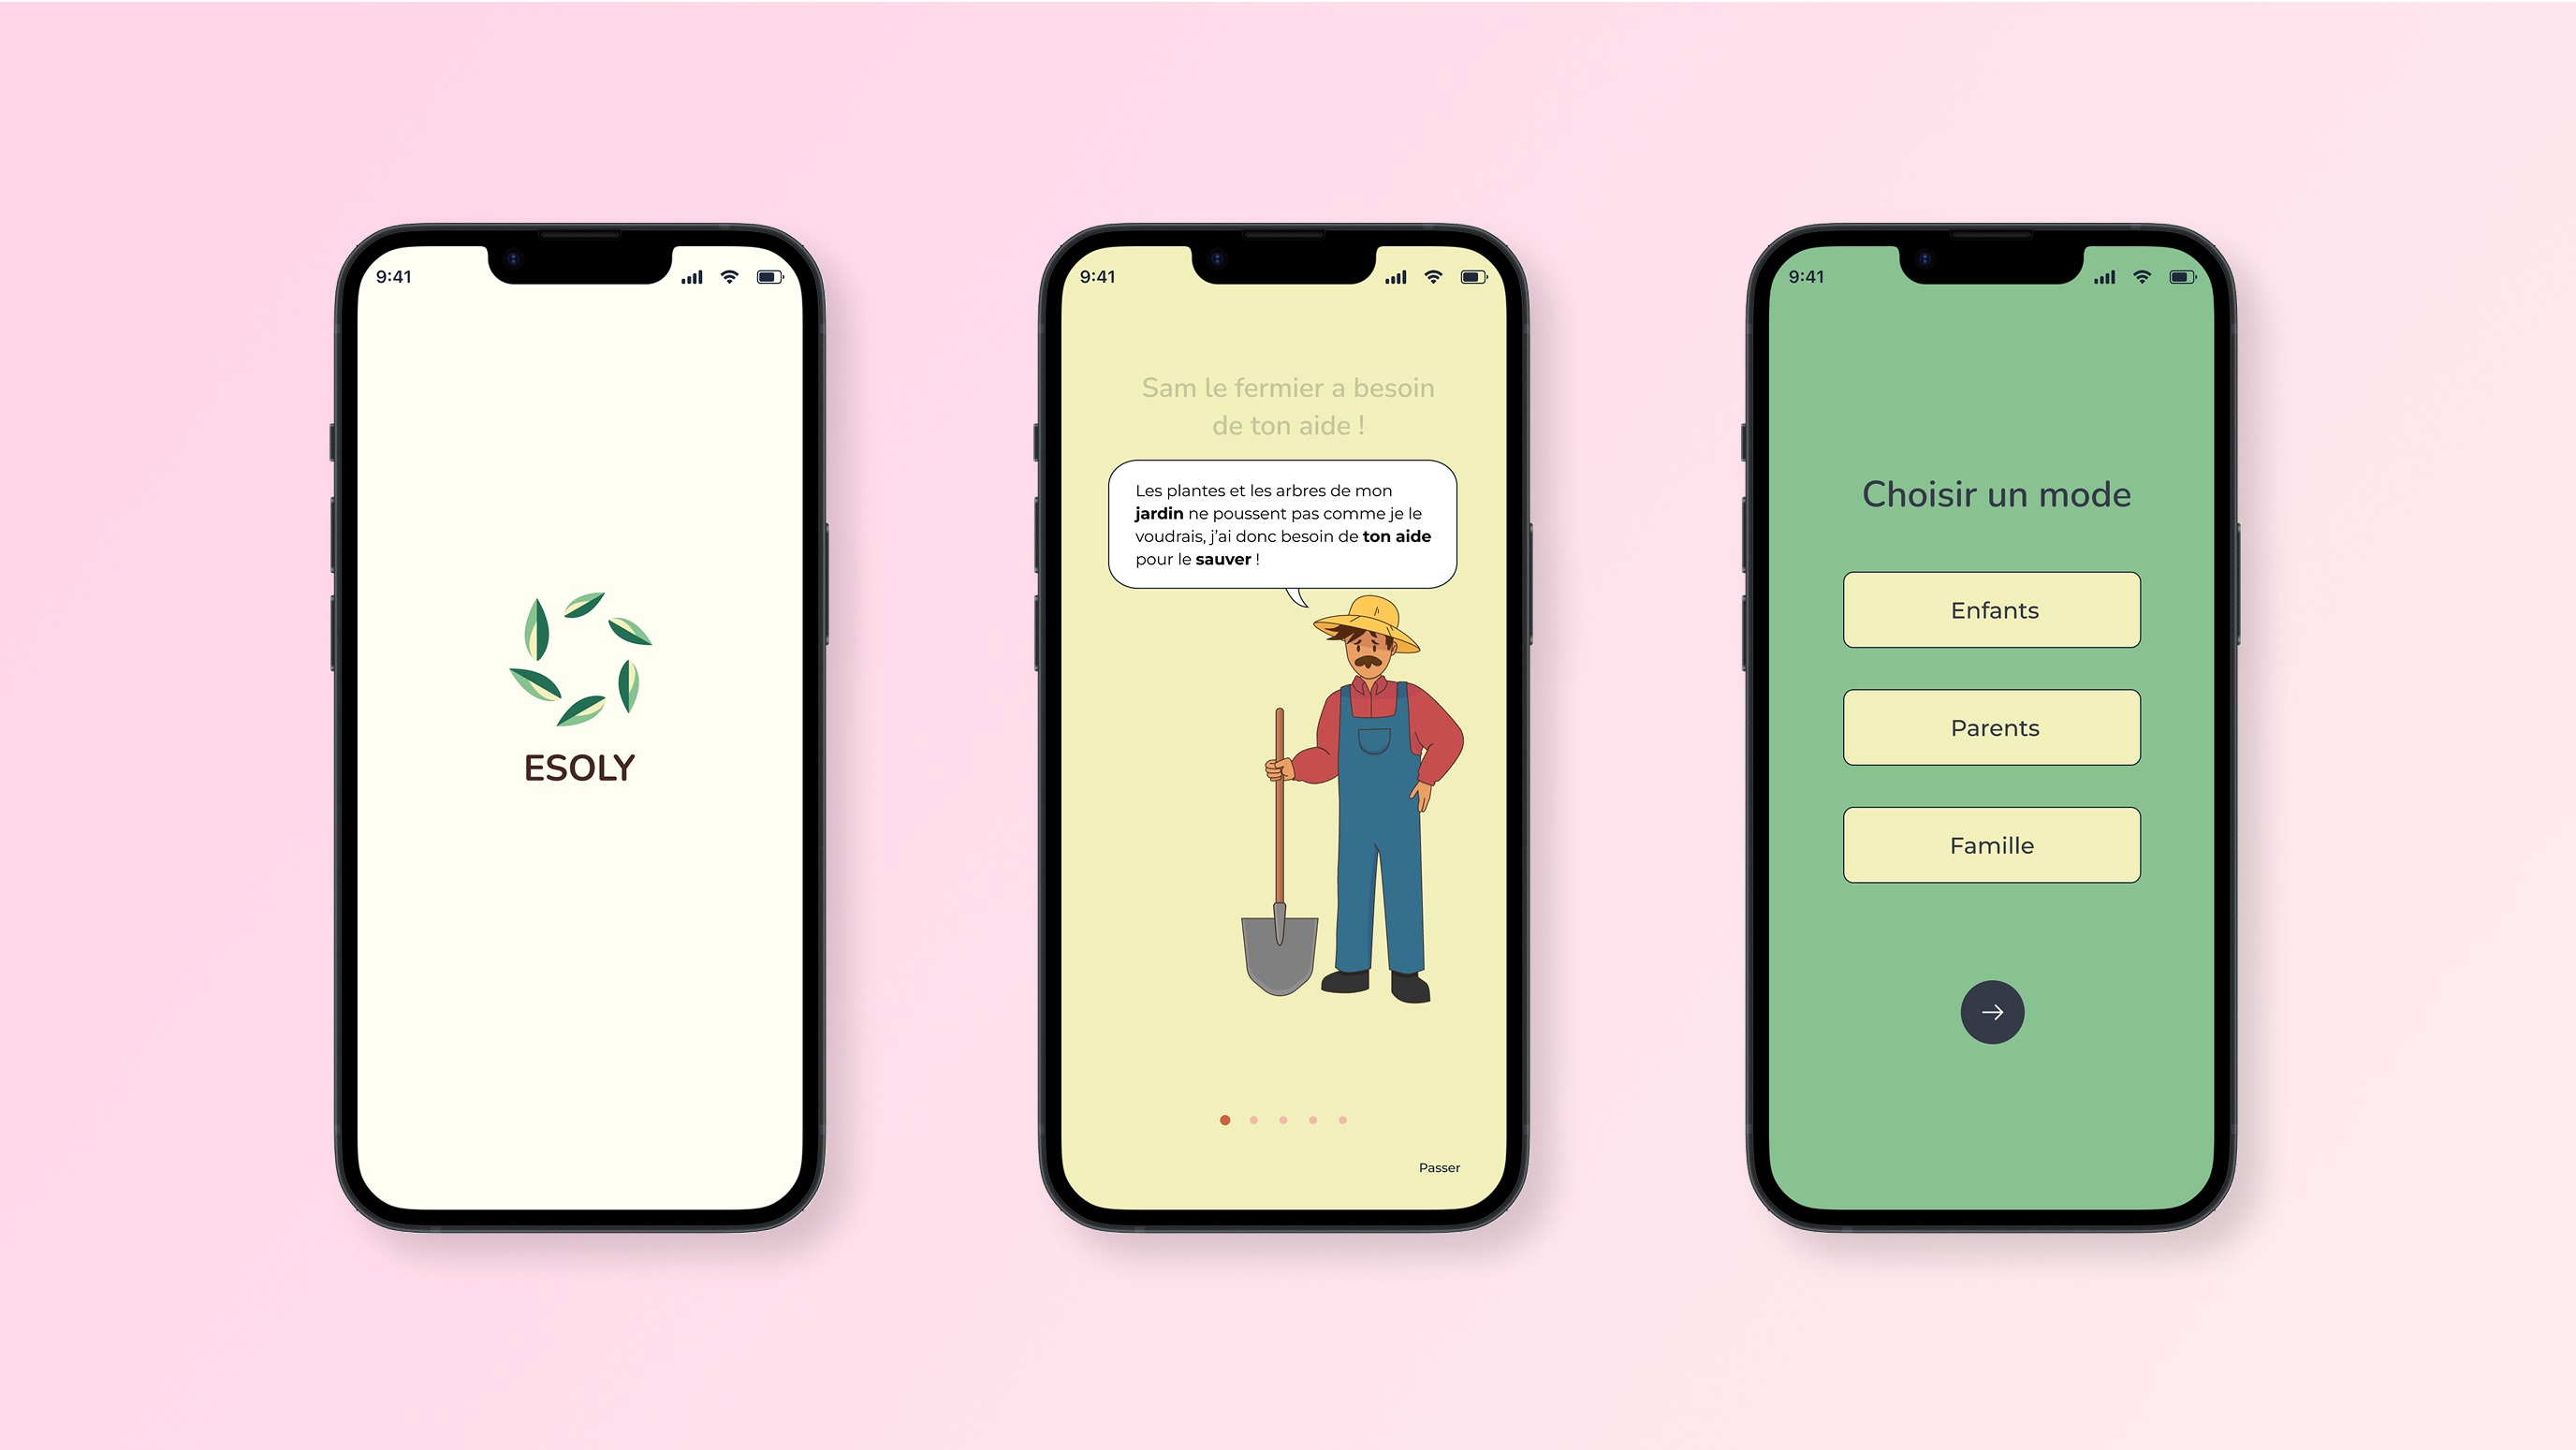 9:41
ESOLY
9:41
Sam le fermier a besoin
de ton aide !
Les plantes et les arbres de mon
jardin ne poussent pas comme je le
voudrais, j'ai donc besoin de ton aide
pour le sauver !
Passer
9:41
Choisir un mode
Enfants
Parents
Famille